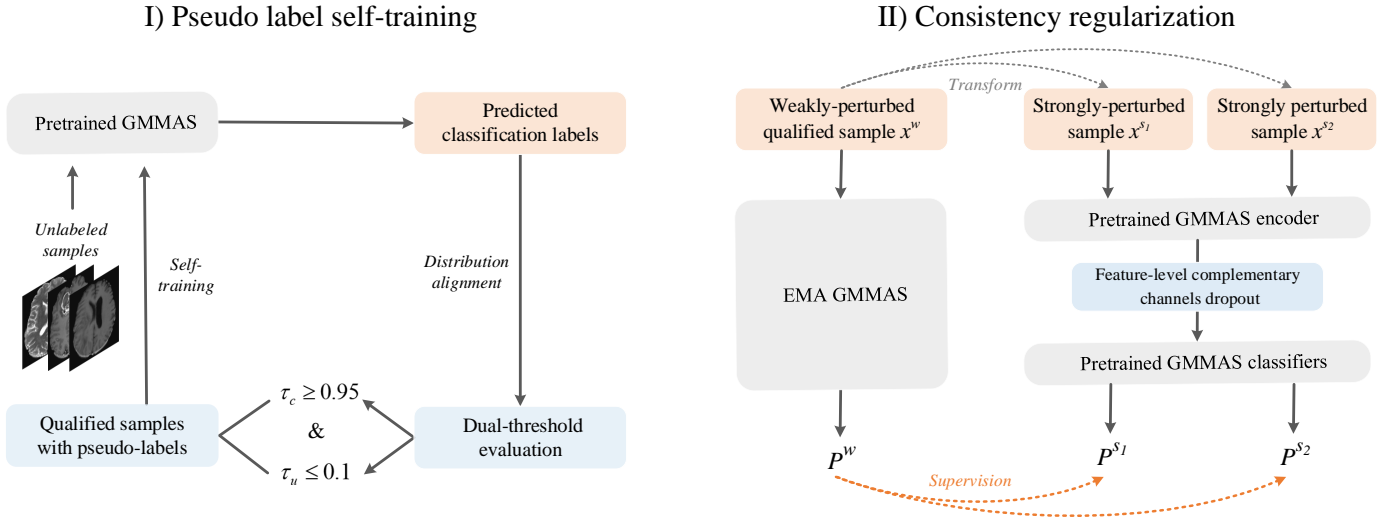 I) Pseudo label self-training
Pretrained GMMAS
Predicted
classification labels
Unlabeled
samples
Self-
training
Distribution
alignment
τc ≥ 0.95
&
τu ≤ 0.1
Qualified samples
with pseudo-labels
Dual-threshold
evaluation
II) Consistency regularization
Transform
Weakly-perturbed
qualified sample x^w
Strongly-perturbed
sample x^s1
Strongly perturbed
sample x^s2
Pretrained GMMAS encoder
EMA GMMAS
Feature-level complementary
channels dropout
Pretrained GMMAS classifiers
P^w
P^s1
P^s2
Supervision